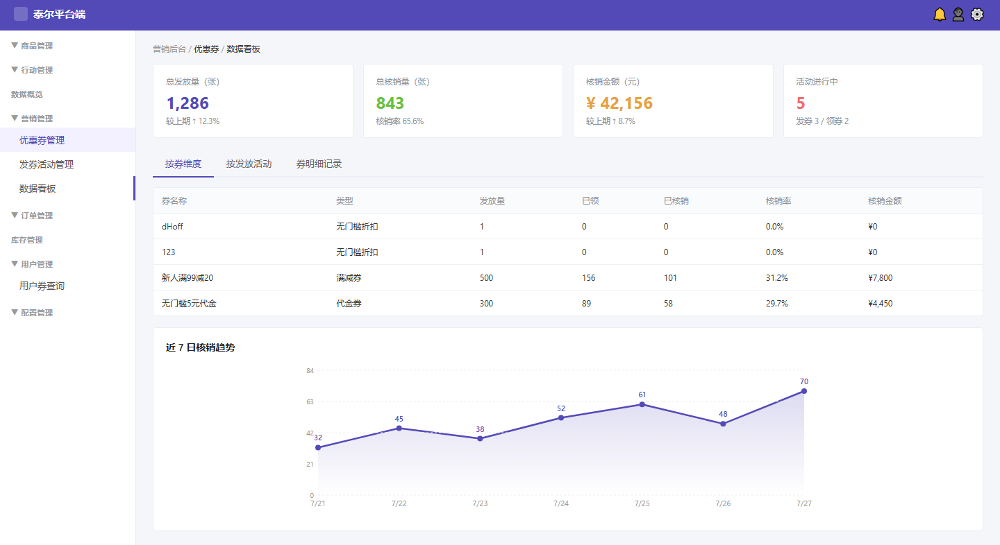 泰尔平台端
▼ 商品管理
▼ 行动管理
数据概览
▼ 营销管理
优惠券管理
发券活动管理
数据看板
▼ 订单管理
库存管理
▼ 用户管理
用户券查询
▼ 配置管理
营销后台 / 优惠券 / 数据看板
总发放量（张）
1,286
较上期 ↑ 12.3%
总核销量（张）
843
核销率 65.6%
核销金额（元）
¥ 42,156
较上期 ↑ 8.7%
活动进行中
5
发券 3 / 领券 2
按券维度 按发放活动 券明细记录
券名称 类型 发放量 已领 已核销 核销率 核销金额
dHoff 无门槛折扣 1 0 0 0.0% ¥0
123 无门槛折扣 1 0 0 0.0% ¥0
新人满99减20 满减券 500 156 101 31.2% ¥7,800
无门槛5元代金 代金券 300 89 58 29.7% ¥4,450
近 7 日核销趋势
84
63
42
21
0
32 45 38 52 61 48 70
7/21 7/22 7/23 7/24 7/25 7/26 7/27